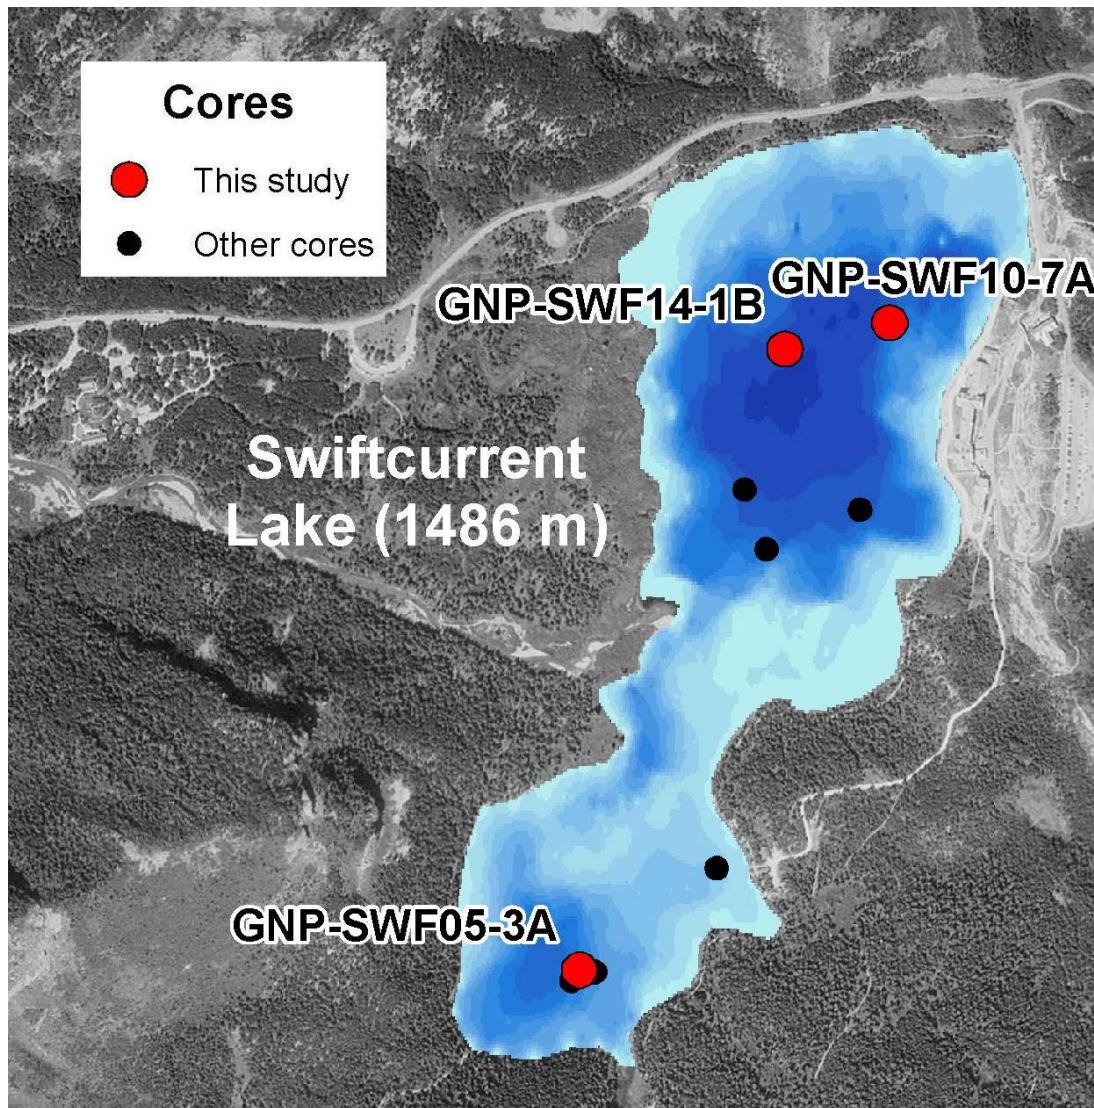 Cores
This study
Other cores
GNP-SWF14-1B
GNP-SWF10-7A
Swiftcurrent
Lake (1486 m)
GNP-SWF05-3A